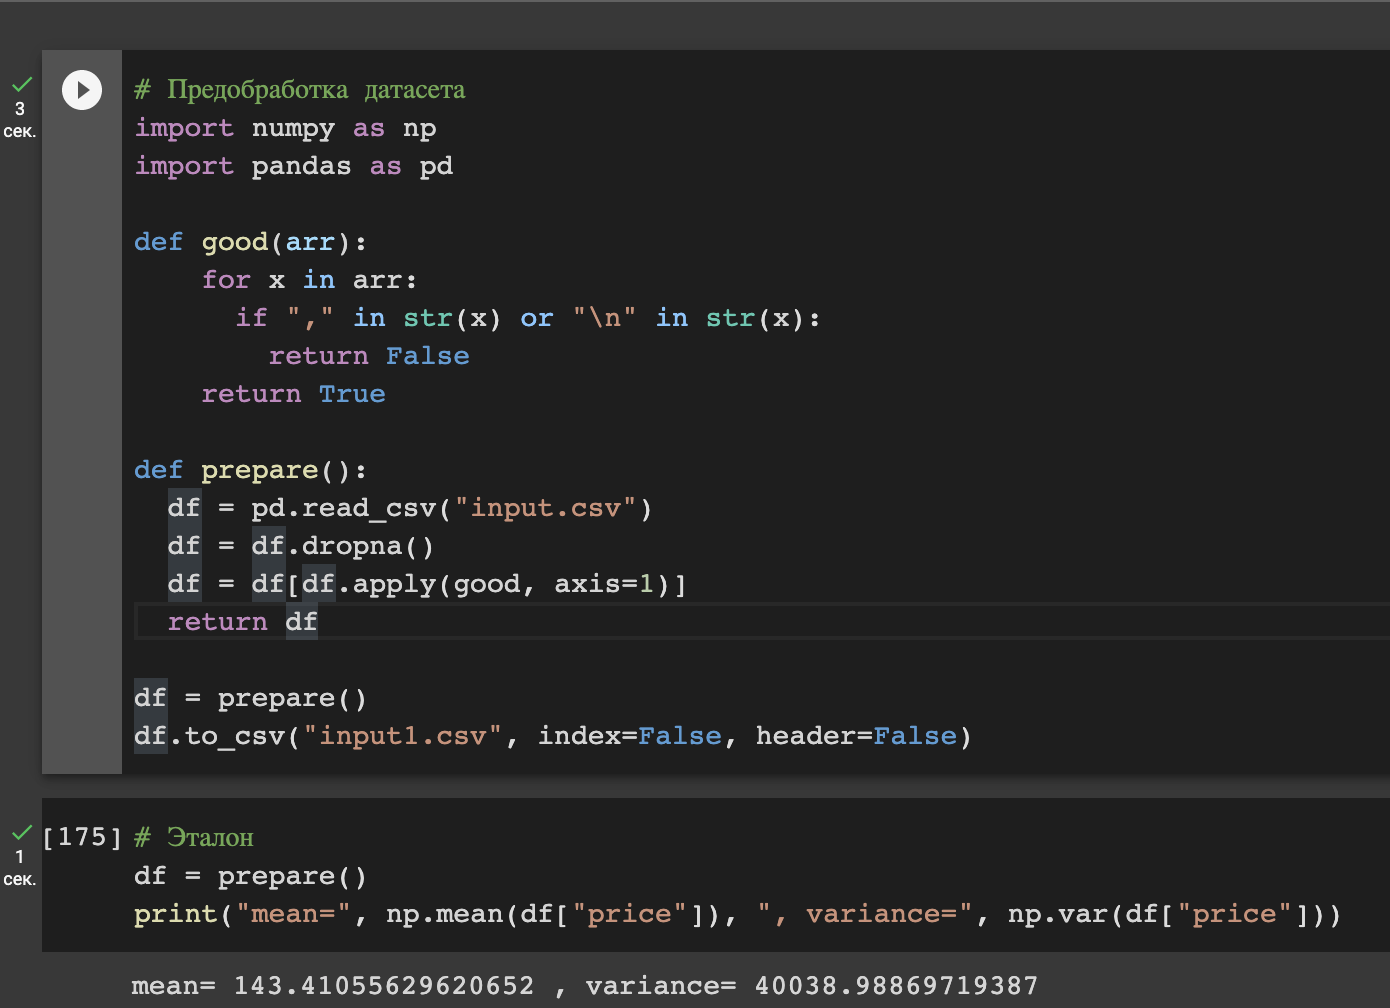 3
сек.
# Предобработка датасета
import numpy as np
import pandas as pd
def good(arr):
for x in arr:
if "," in str(x) or "\n" in str(x):
return False
return True
def prepare():
df = pd.read_csv("input.csv")
df = df.dropna()
df = df[df.apply(good, axis=1)]
return df
df = prepare()
df.to_csv("input1.csv", index=False, header=False)
1
сек.
[175] # Эталон
df = prepare()
print("mean=", np.mean(df["price"]), ", variance=", np.var(df["price"]))
mean= 143.41055629620652 , variance= 40038.98869719387